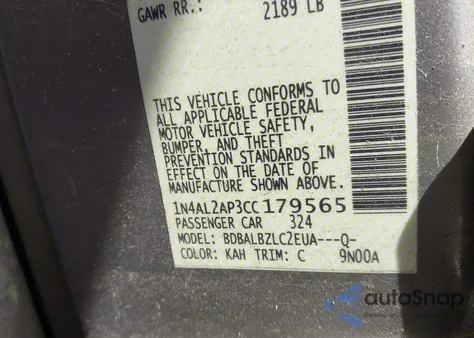 GAWR RR.: 2189 LB
THIS VEHICLE CONFORMS TO
ALL APPLICABLE FEDERAL
MOTOR VEHICLE SAFETY,
BUMPER, AND THEFT
PREVENTION STANDARDS IN
EFFECT ON THE DATE OF
MANUFACTURE SHOWN ABOVE.
1N4AL2AP3CC179565
PASSENGER CAR 324
MODEL: BDBALBZLC2EUA---Q-
COLOR: KAH TRIM: C 9N00A
autoSnap